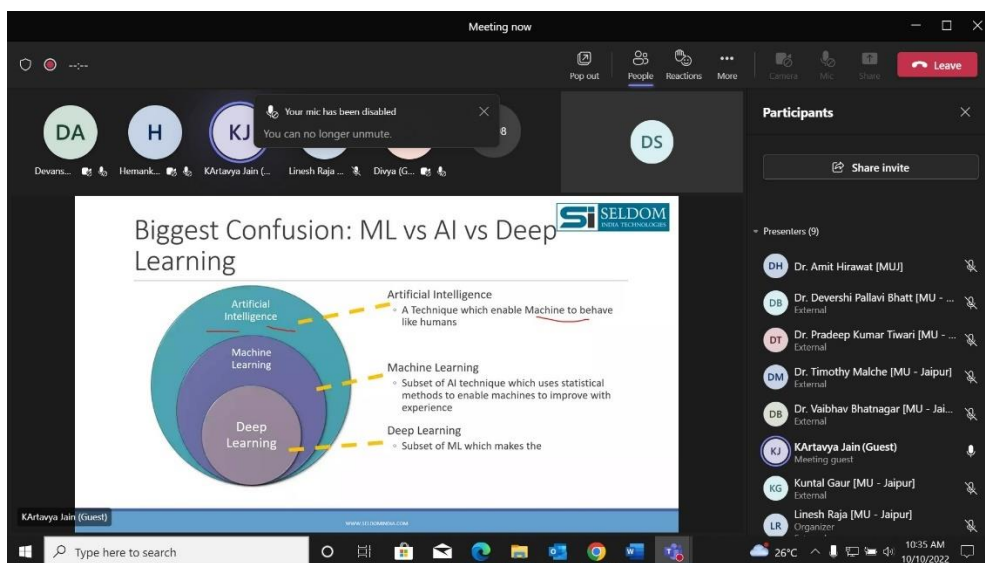 Meeting now
--:--
Pop out
People
Reactions
More
Camera
Mic
Share
Leave
Your mic has been disabled
You can no longer unmute.
DA
H
KJ
8
DS
Devans...
Hemank...
KArtavya Jain (...
Linesh Raja ...
Divya (G...
Participants
Share invite
Presenters (9)
DH
Dr. Amit Hirawat [MUJ]
DB
Dr. Devershi Pallavi Bhatt [MU - ...
External
DT
Dr. Pradeep Kumar Tiwari [MU - ...
External
DM
Dr. Timothy Malche [MU - Jaipur]
External
DB
Dr. Vaibhav Bhatnagar [MU - Jai...
External
KJ
KArtavya Jain (Guest)
Meeting guest
KG
Kuntal Gaur [MU - Jaipur]
External
LR
Linesh Raja [MU - Jaipur]
Organizer
Si SELDOM
INDIA TECHNOLOGIES
Biggest Confusion: ML vs AI vs Deep
Learning
Artificial
Intelligence
Machine
Learning
Deep
Learning
Artificial Intelligence
A Technique which enable Machine to behave
like humans
Machine Learning
Subset of AI technique which uses statistical
methods to enable machines to improve with
experience
Deep Learning
Subset of ML which makes the
KArtavya Jain (Guest)
WWW.SELDOMINDIA.COM
Type here to search
26°C
10:35 AM
10/10/2022